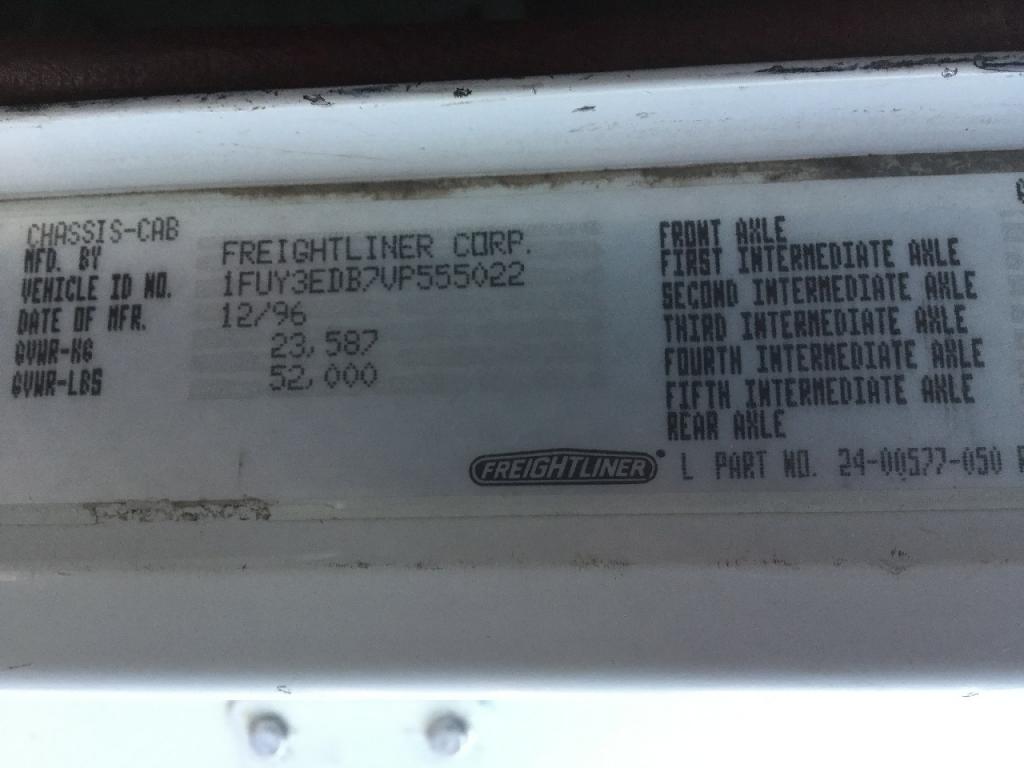 CHASSIS-CAB
MFD. BY FREIGHTLINER CORP.
VEHICLE ID NO. 1FUY3EDB7VP555022
DATE OF MFR. 12/96
GVWR-KG 23,587
GVWR-LBS 52,000
FRONT AXLE
FIRST INTERMEDIATE AXLE
SECOND INTERMEDIATE AXLE
THIRD INTERMEDIATE AXLE
FOURTH INTERMEDIATE AXLE
FIFTH INTERMEDIATE AXLE
REAR AXLE
FREIGHTLINER
L PART NO. 24-00577-050